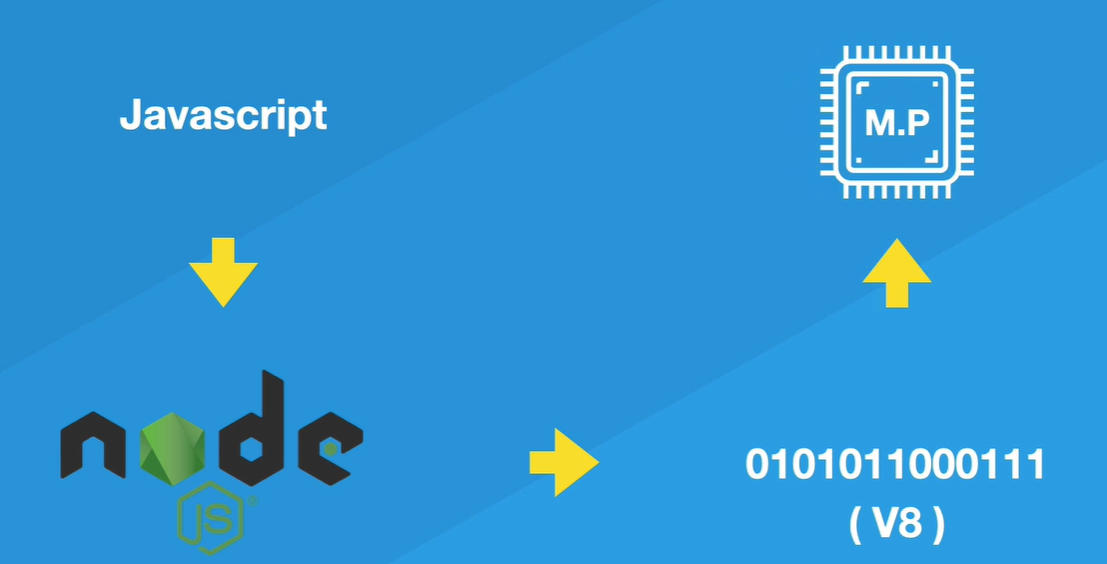 Javascript
M.P
node
JS
®
0101011000111
( V8 )